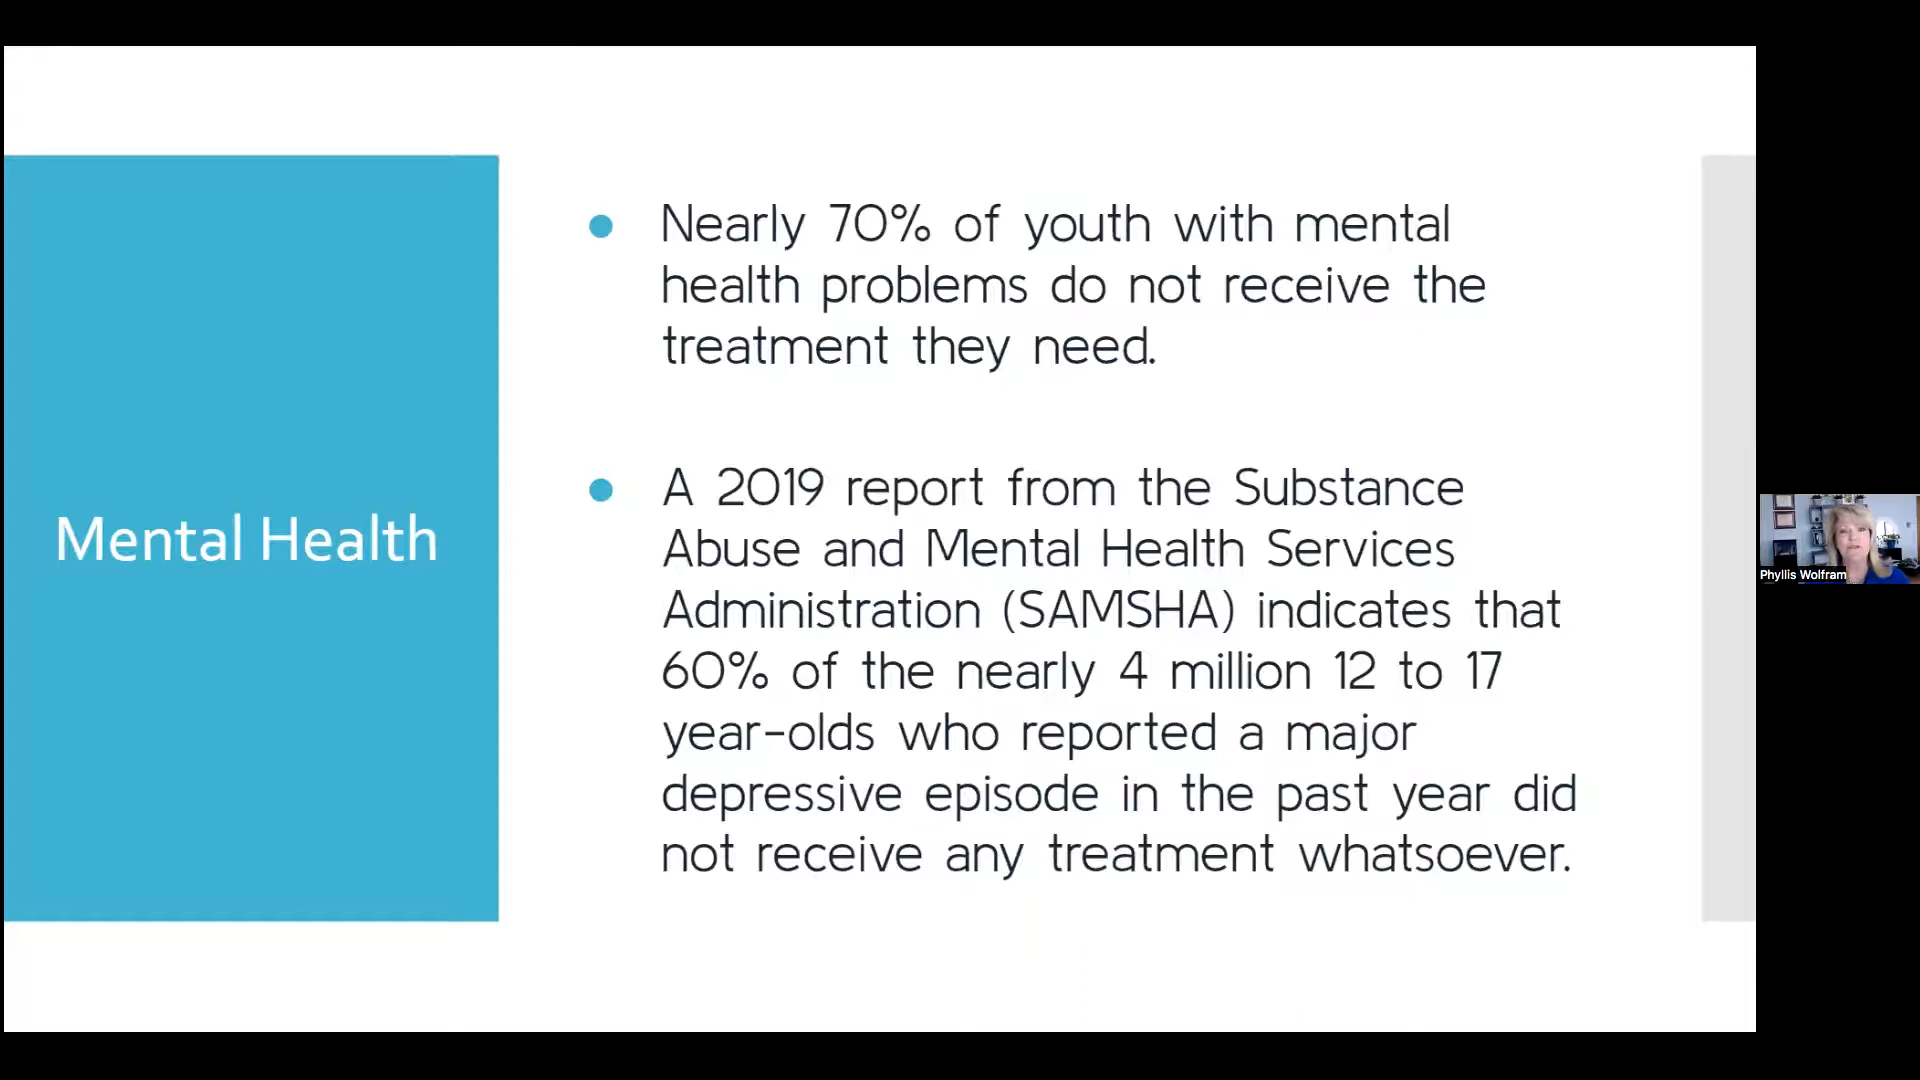 Mental Health
Nearly 70% of youth with mental
health problems do not receive the
treatment they need.
A 2019 report from the Substance
Abuse and Mental Health Services
Administration (SAMSHA) indicates that
60% of the nearly 4 million 12 to 17
year-olds who reported a major
depressive episode in the past year did
not receive any treatment whatsoever.
Phyllis Wolfram